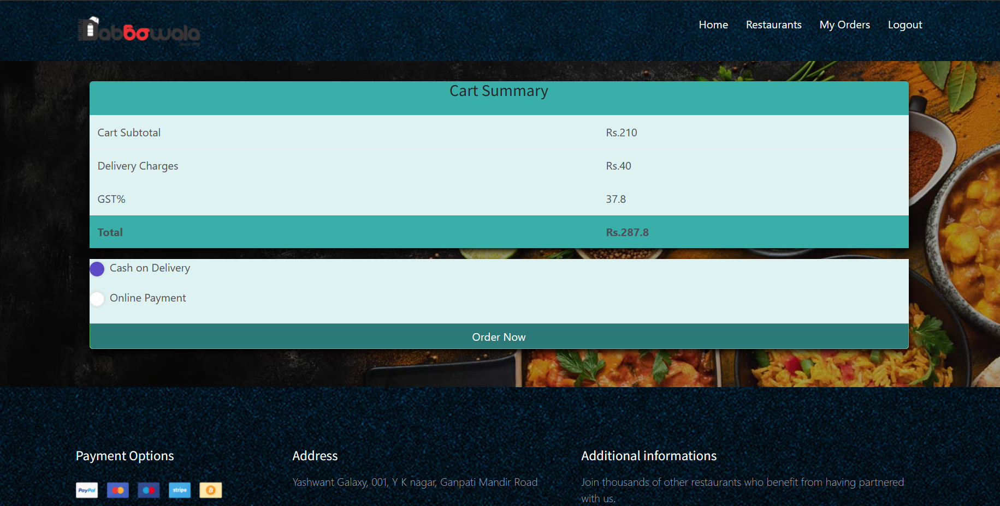 Dabbawala
Home Restaurants My Orders Logout
Cart Summary
Cart Subtotal Rs.210
Delivery Charges Rs.40
GST% 37.8
Total Rs.287.8
Cash on Delivery
Online Payment
Order Now
Payment Options Address Additional informations
PayPal stripe Yashwant Galaxy, 001, Y K nagar, Ganpati Mandir Road Join thousands of other restaurants who benefit from having partnered
with us.